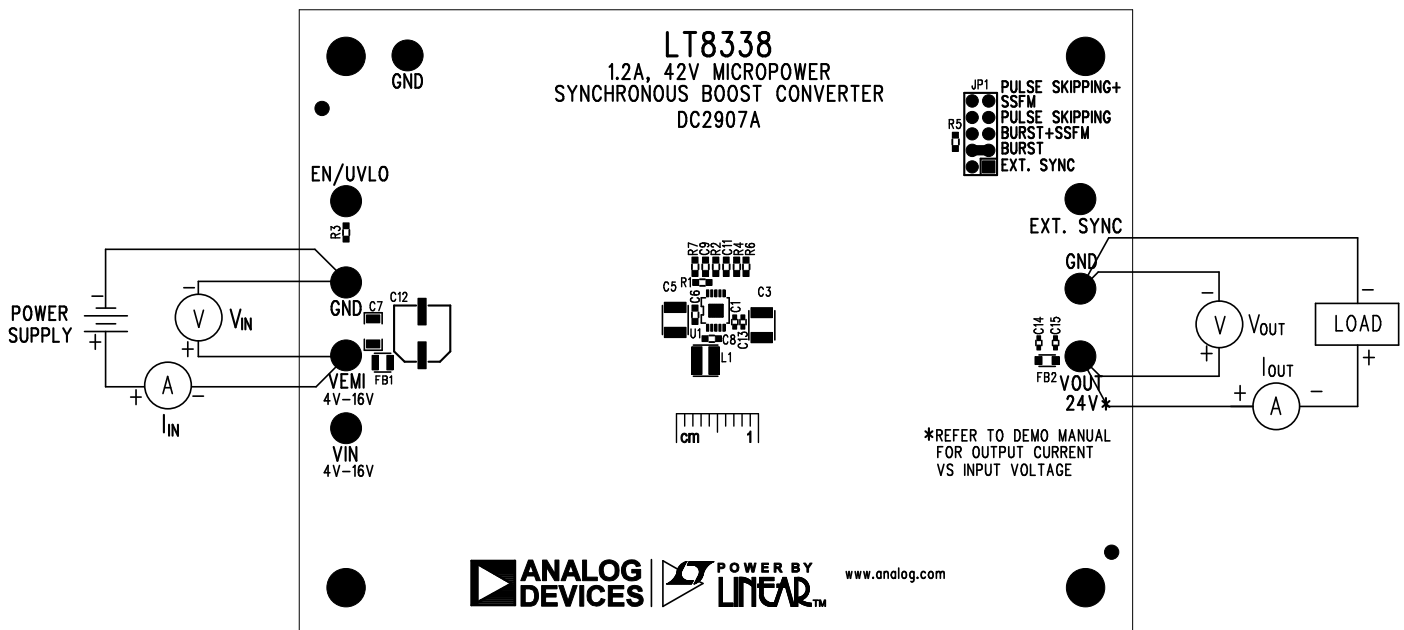 LT8338
1.2A, 42V MICROPOWER
SYNCHRONOUS BOOST CONVERTER
DC2907A
GND
JP1
PULSE SKIPPING+
SSFM
PULSE SKIPPING
BURST+SSFM
BURST
EXT. SYNC
R5
EN/UVLO
R3
EXT. SYNC
GND
POWER
SUPPLY
-
+
V
-
+
VIN
A
+
-
IIN
GND
C7
C12
FB1
VEMI
4V-16V
VIN
4V-16V
R7
C9
R2
C11
R4
R6
R1
C5
C6
C1
C3
U1
C8
C13
L1
cm 1
C14
C15
FB2
VOUT
24V*
V
-
+
VOUT
LOAD
-
+
IOUT
A
+
-
*REFER TO DEMO MANUAL
FOR OUTPUT CURRENT
VS INPUT VOLTAGE
ANALOG
DEVICES
LT
POWER BY
LINEAR™
www.analog.com